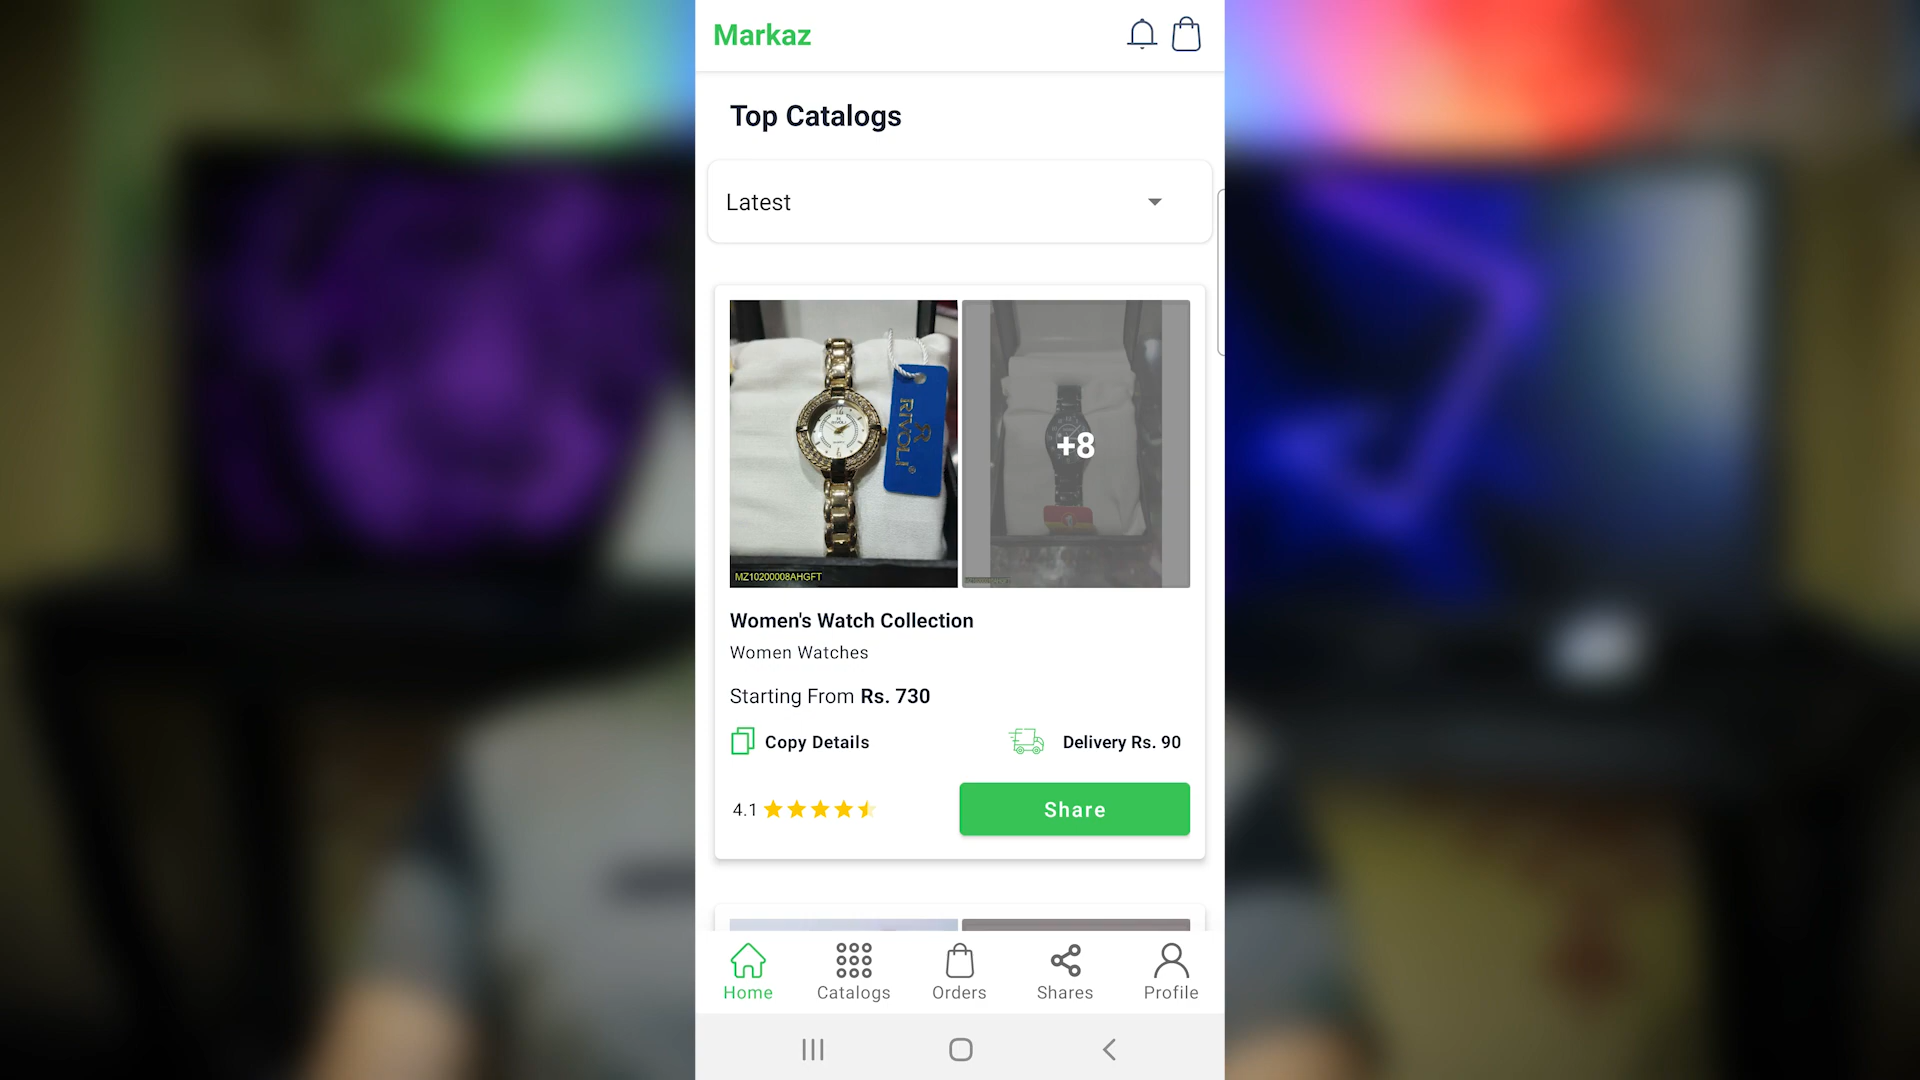 Markaz
Top Catalogs
Latest
RIVOLI
+8
MZ10200008AHGFT
Women's Watch Collection
Women Watches
Starting From Rs. 730
Copy Details
Delivery Rs. 90
4.1
Share
Home
Catalogs
Orders
Shares
Profile